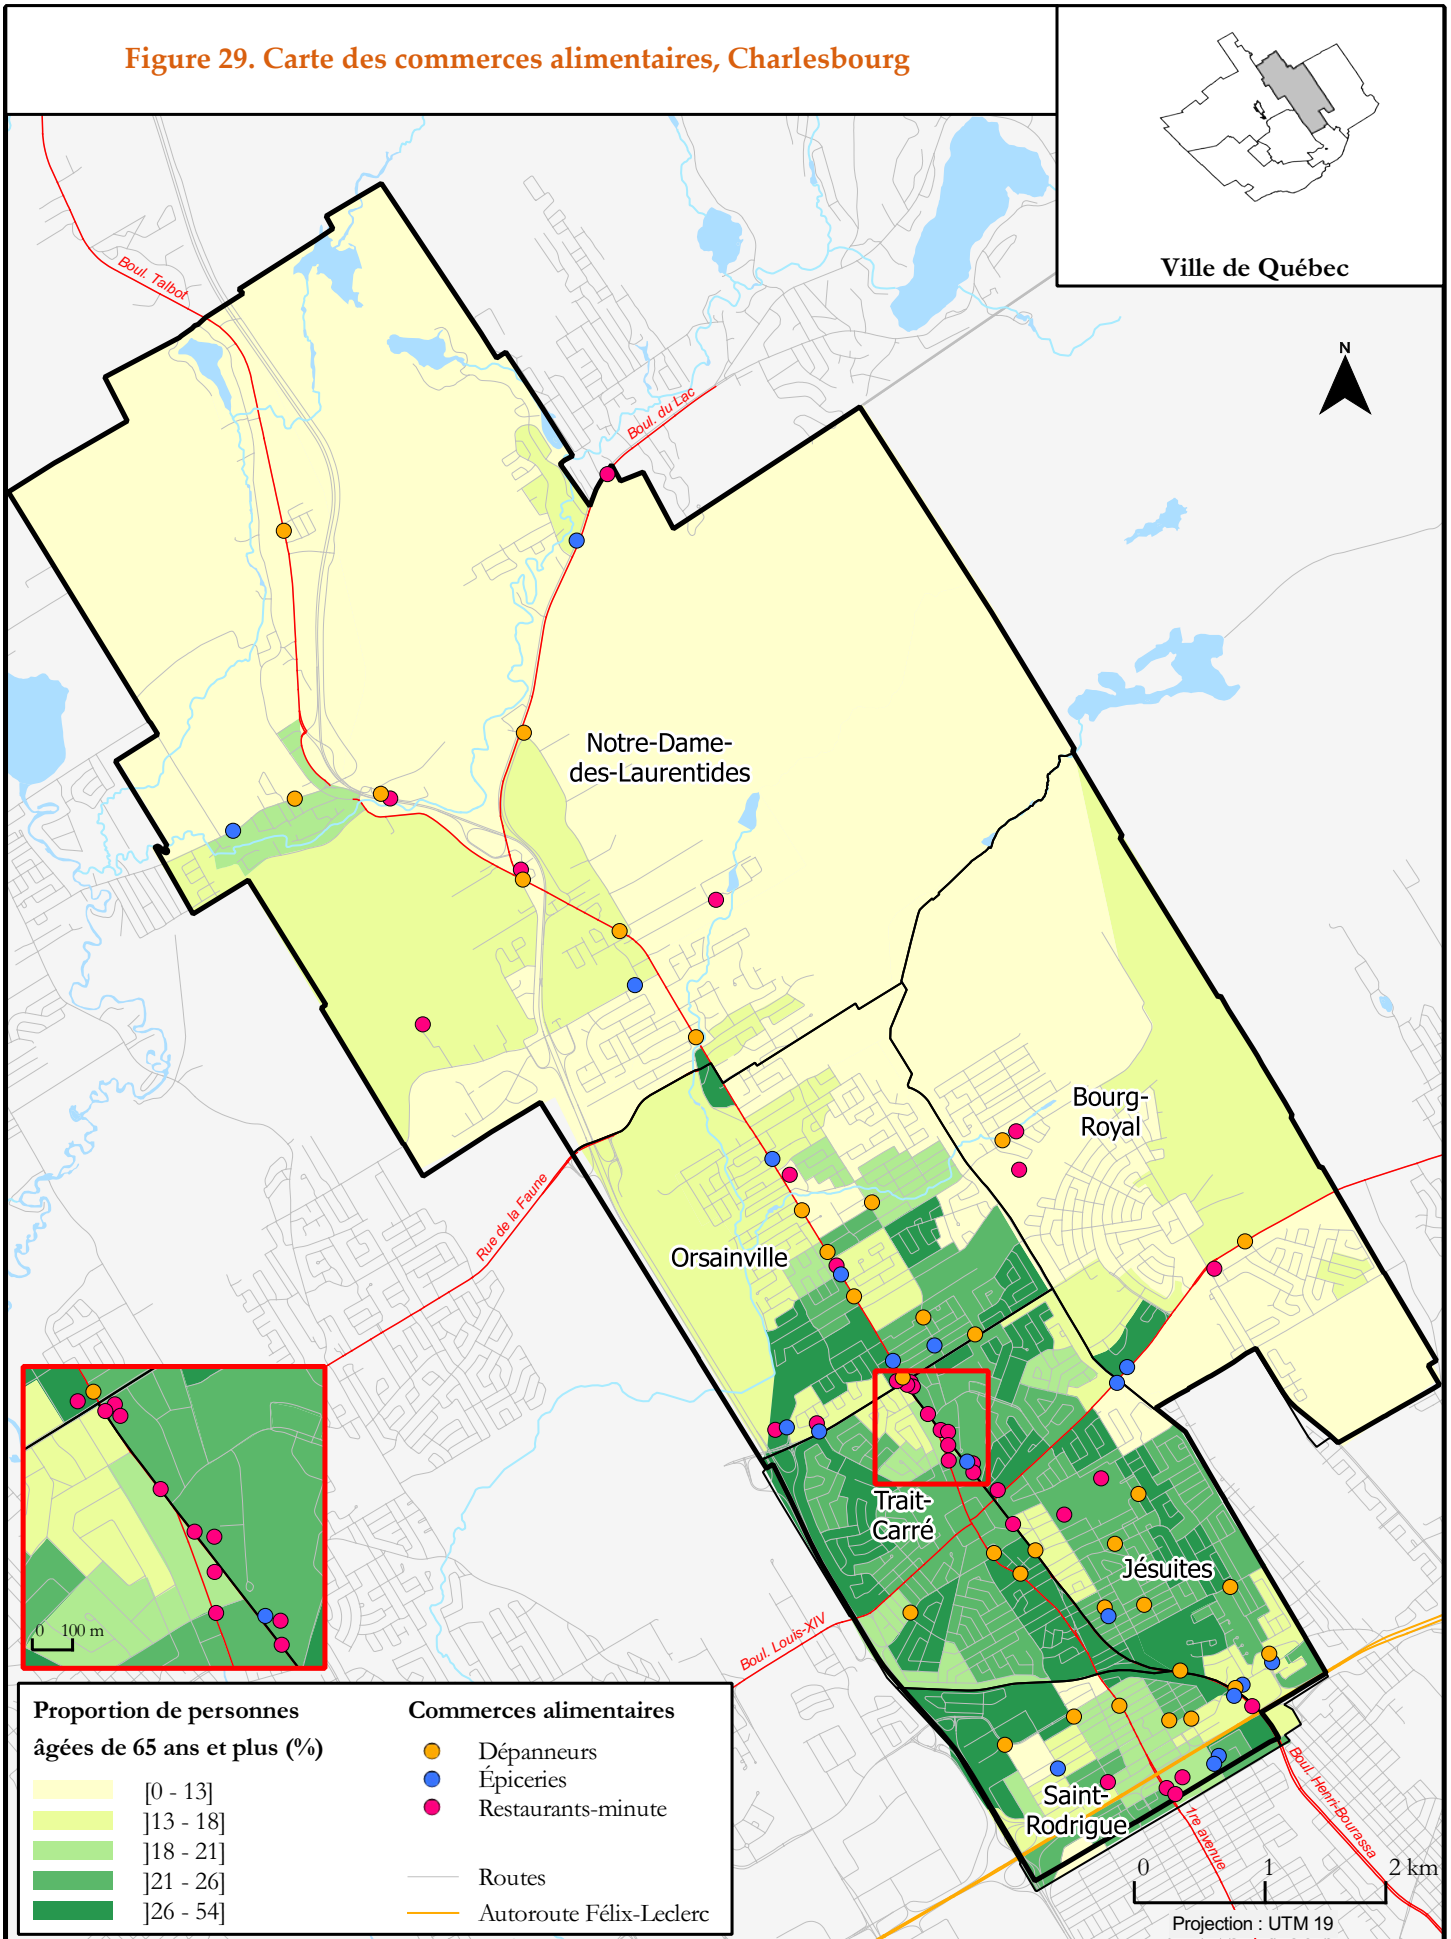 Figure 29. Carte des commerces alimentaires, Charlesbourg
Ville de Québec
N
Boul. Talbot
Boul. du Lac
Notre-Dame-
des-Laurentides
Bourg-
Royal
Rue de la Faune
Orsainville
Trait-
Carré
Jésuites
Boul. Louis-XIV
Saint-
Rodrigue
1re avenue
Boul. Henri-Bourassa
0 100 m
Proportion de personnes
âgées de 65 ans et plus (%)
[0 - 13]
]13 - 18]
]18 - 21]
]21 - 26]
]26 - 54]
Commerces alimentaires
Dépanneurs
Épiceries
Restaurants-minute
Routes
Autoroute Félix-Leclerc
0 1 2 km
Projection : UTM 19